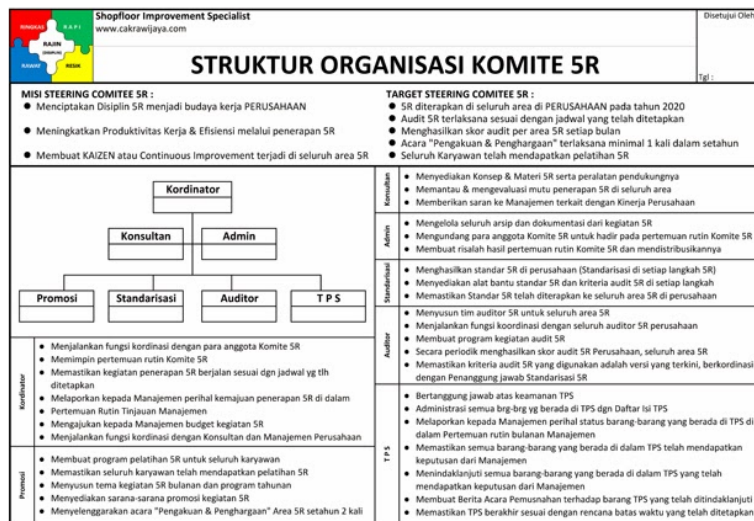 RINGKAS
RAPI
RAJIN
RAWAT
RESIK
Shopfloor Improvement Specialist
www.cakrawijaya.com
STRUKTUR ORGANISASI KOMITE 5R
Disetujui Oleh
Tgl :
MISI STEERING COMITEE 5R :
● Menciptakan Disiplin 5R menjadi budaya kerja PERUSAHAAN
● Meningkatkan Produktivitas Kerja & Efisiensi melalui penerapan 5R
● Membuat KAIZEN atau Continuous Improvement terjadi di seluruh area 5R
TARGET STEERING COMITEE 5R :
● 5R diterapkan di seluruh area di PERUSAHAAN pada tahun 2020
● Audit 5R terlaksana sesuai dengan jadwal yang telah ditetapkan
● Menghasilkan skor audit per area 5R setiap bulan
● Acara "Pengakuan & Penghargaan" terlaksana minimal 1 kali dalam setahun
● Seluruh Karyawan telah mendapatkan pelatihan 5R
Kordinator
Konsultan
Admin
Promosi
Standarisasi
Auditor
T P S
Kordinator
● Menjalankan fungsi kordinasi dengan para anggota Komite 5R
● Memimpin pertemuan rutin Komite 5R
● Memastikan kegiatan penerapan 5R berjalan sesuai dgn jadwal yg tlh
ditetapkan
● Melaporkan kepada Manajemen perihal kemajuan penerapan 5R di dalam
● Pertemuan Rutin Tinjauan Manajemen
● Mengajukan kepada Manajemen budget kegiatan 5R
● Menjalankan fungsi kordinasi dengan Konsultan dan Manajemen Perusahaan
Promosi
● Membuat program pelatihan 5R untuk seluruh karyawan
● Memastikan seluruh karyawan telah mendapatkan pelatihan 5R
● Menyusun tema kegiatan 5R bulanan dan program tahunan
● Menyediakan sarana-sarana promosi kegiatan 5R
● Menyelenggarakan acara "Pengakuan & Penghargaan" Area 5R setahun 2 kali
Konsultan
● Menyediakan Konsep & Materi 5R serta peralatan pendukungnya
● Memantau & mengevaluasi mutu penerapan 5R di seluruh area
● Memberikan saran ke Manajemen terkait dengan Kinerja Perusahaan
Admin
● Mengelola seluruh arsip dan dokumentasi dari kegiatan 5R
● Mengundang para anggota Komite 5R untuk hadir pada pertemuan rutin Komite 5R
● Membuat risalah hasil pertemuan rutin Komite 5R dan mendistribusikannya
Standarisasi
● Menghasilkan standar 5R di perusahaan (Standarisasi di setiap langkah 5R)
● Menyediakan alat bantu standar 5R dan kriteria audit 5R di setiap langkah
● Memastikan Standar 5R telah diterapkan ke seluruh area 5R di perusahaan
Auditor
● Menyusun tim auditor 5R untuk seluruh area 5R
● Menjalankan fungsi koordinasi dengan seluruh auditor 5R perusahaan
● Membuat program kegiatan audit 5R
● Secara periodik menghasilkan skor audit 5R Perusahaan, seluruh area 5R
● Memastikan kriteria audit 5R yang digunakan adalah versi yang terkini, berkordinasi
dengan Penanggung jawab Standarisasi 5R
T P S
● Bertanggung jawab atas keamanan TPS
● Administrasi semua brg-brg yg berada di TPS dgn Daftar Isi TPS
● Melaporkan kepada Manajemen perihal status barang-barang yang berada di TPS di
dalam Pertemuan rutin bulanan Manajemen
● Memastikan semua barang-barang yang berada di dalam TPS telah mendapatkan
keputusan dari Manajemen
● Menindaklanjuti semua barang-barang yang berada di dalam TPS yang telah
mendapatkan keputusan dari Manajemen
● Membuat Berita Acara Pemusnahan terhadap barang TPS yang telah ditindaklanjuti
● Memastikan TPS berakhir sesuai dengan rencana batas waktu yang telah ditetapkan